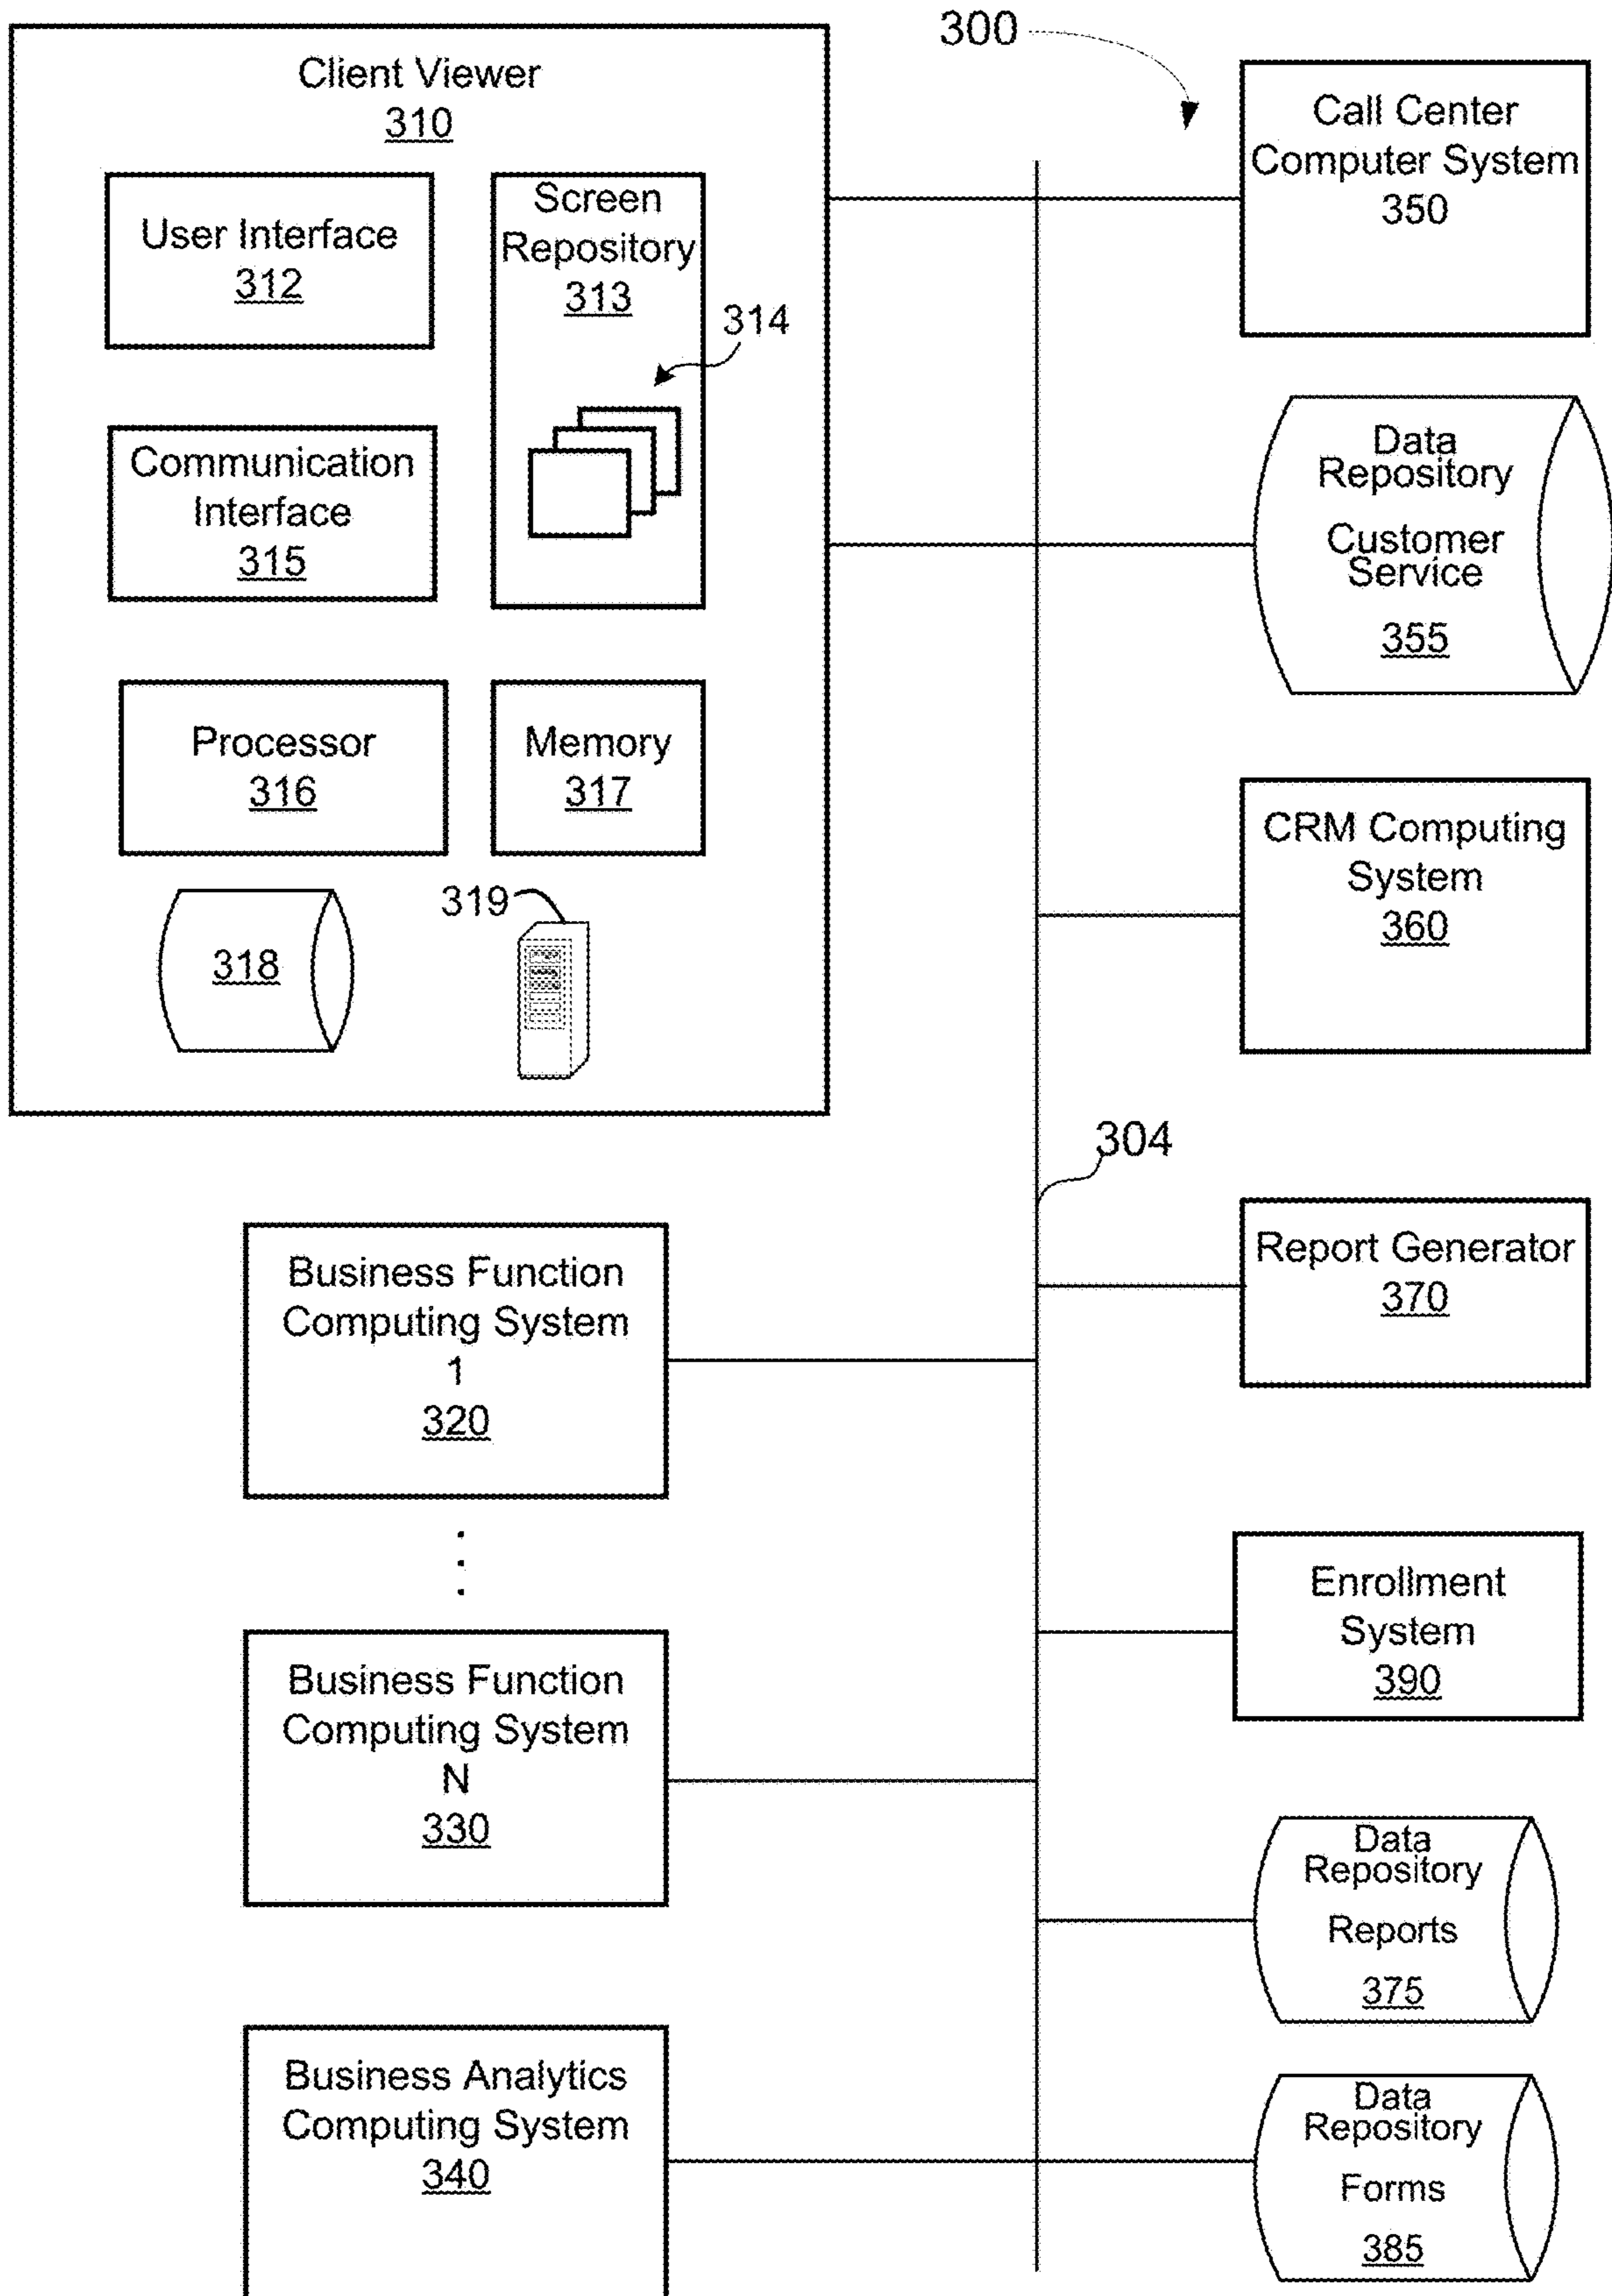 300
Client Viewer
310
User Interface
312
Screen
Repository
313
314
Communication
Interface
315
Processor
316
Memory
317
318
319
Call Center
Computer System
350
Data
Repository
Customer
Service
355
CRM Computing
System
360
304
Business Function
Computing System
1
320
Report Generator
370
Enrollment
System
390
Business Function
Computing System
N
330
Data
Repository
Reports
375
Business Analytics
Computing System
340
Data
Repository
Forms
385